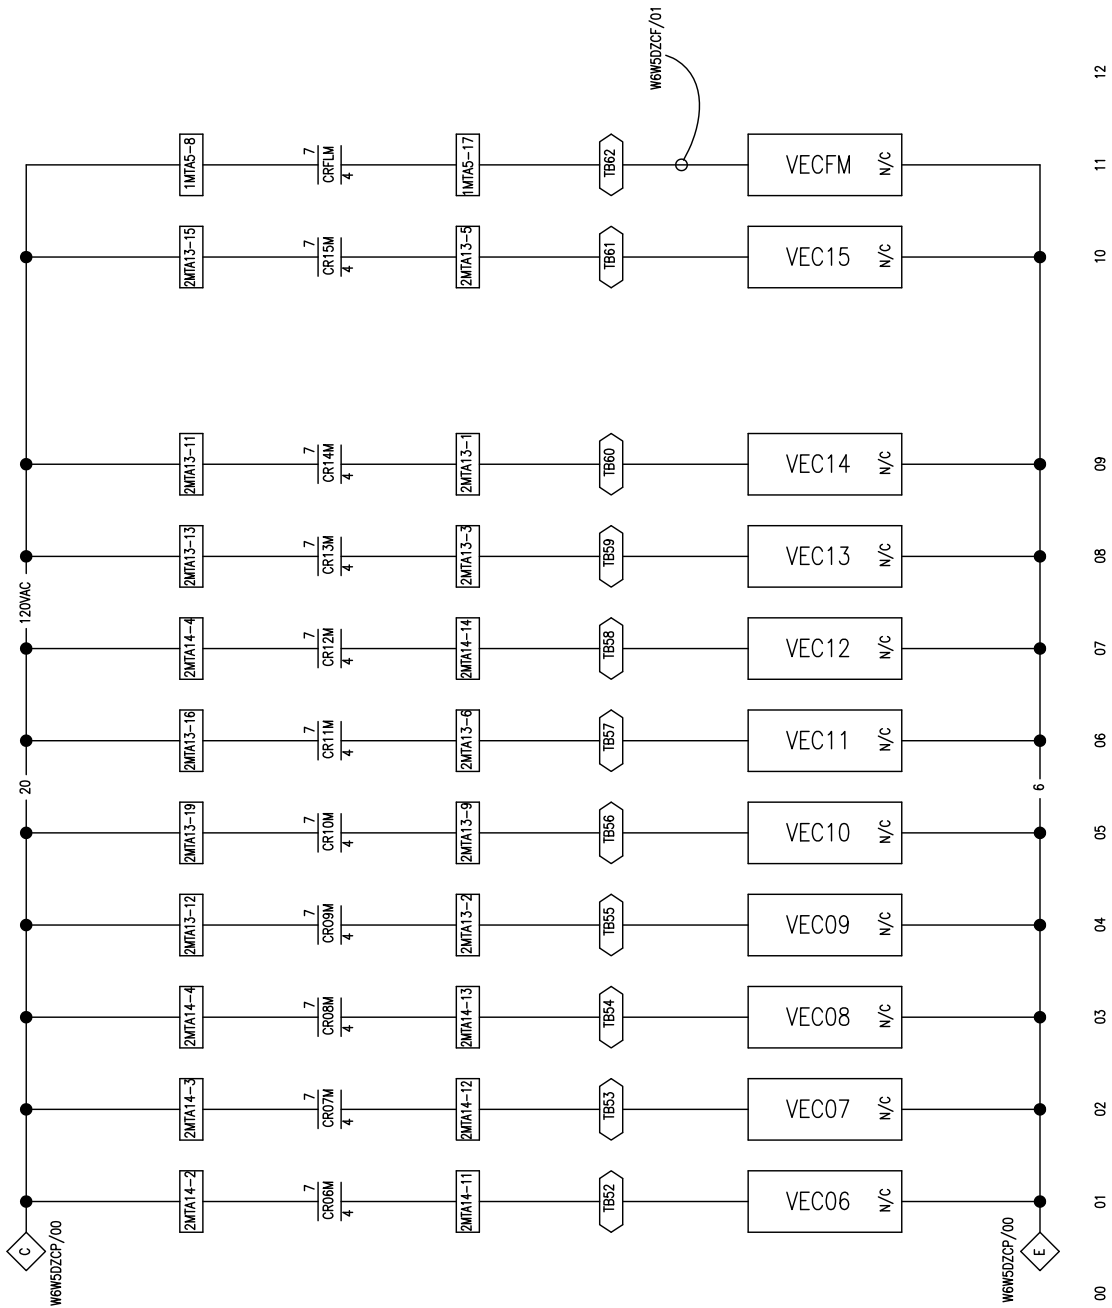 W6W5DZCF/01
12
1MTA5-8
7
CRFLM
4
1MTA5-17
TB62
VECFM
N/C
11
2MTA13-15
7
CR15M
4
2MTA13-5
TB61
VEC15
N/C
10
2MTA13-11
7
CR14M
4
2MTA13-1
TB60
VEC14
N/C
09
2MTA13-13
7
CR13M
4
2MTA13-3
TB59
VEC13
N/C
08
120VAC
2MTA14-4
7
CR12M
4
2MTA14-14
TB58
VEC12
N/C
07
2MTA13-16
7
CR11M
4
2MTA13-6
TB57
VEC11
N/C
06
20
6
2MTA13-19
7
CR10M
4
2MTA13-9
TB56
VEC10
N/C
05
2MTA13-12
7
CR09M
4
2MTA13-2
TB55
VEC09
N/C
04
2MTA14-4
7
CR08M
4
2MTA14-13
TB54
VEC08
N/C
03
2MTA14-3
7
CR07M
4
2MTA14-12
TB53
VEC07
N/C
02
2MTA14-2
7
CR06M
4
2MTA14-11
TB52
VEC06
N/C
01
C
W6W5DZCP/00
W6W5DZCP/00
E
00